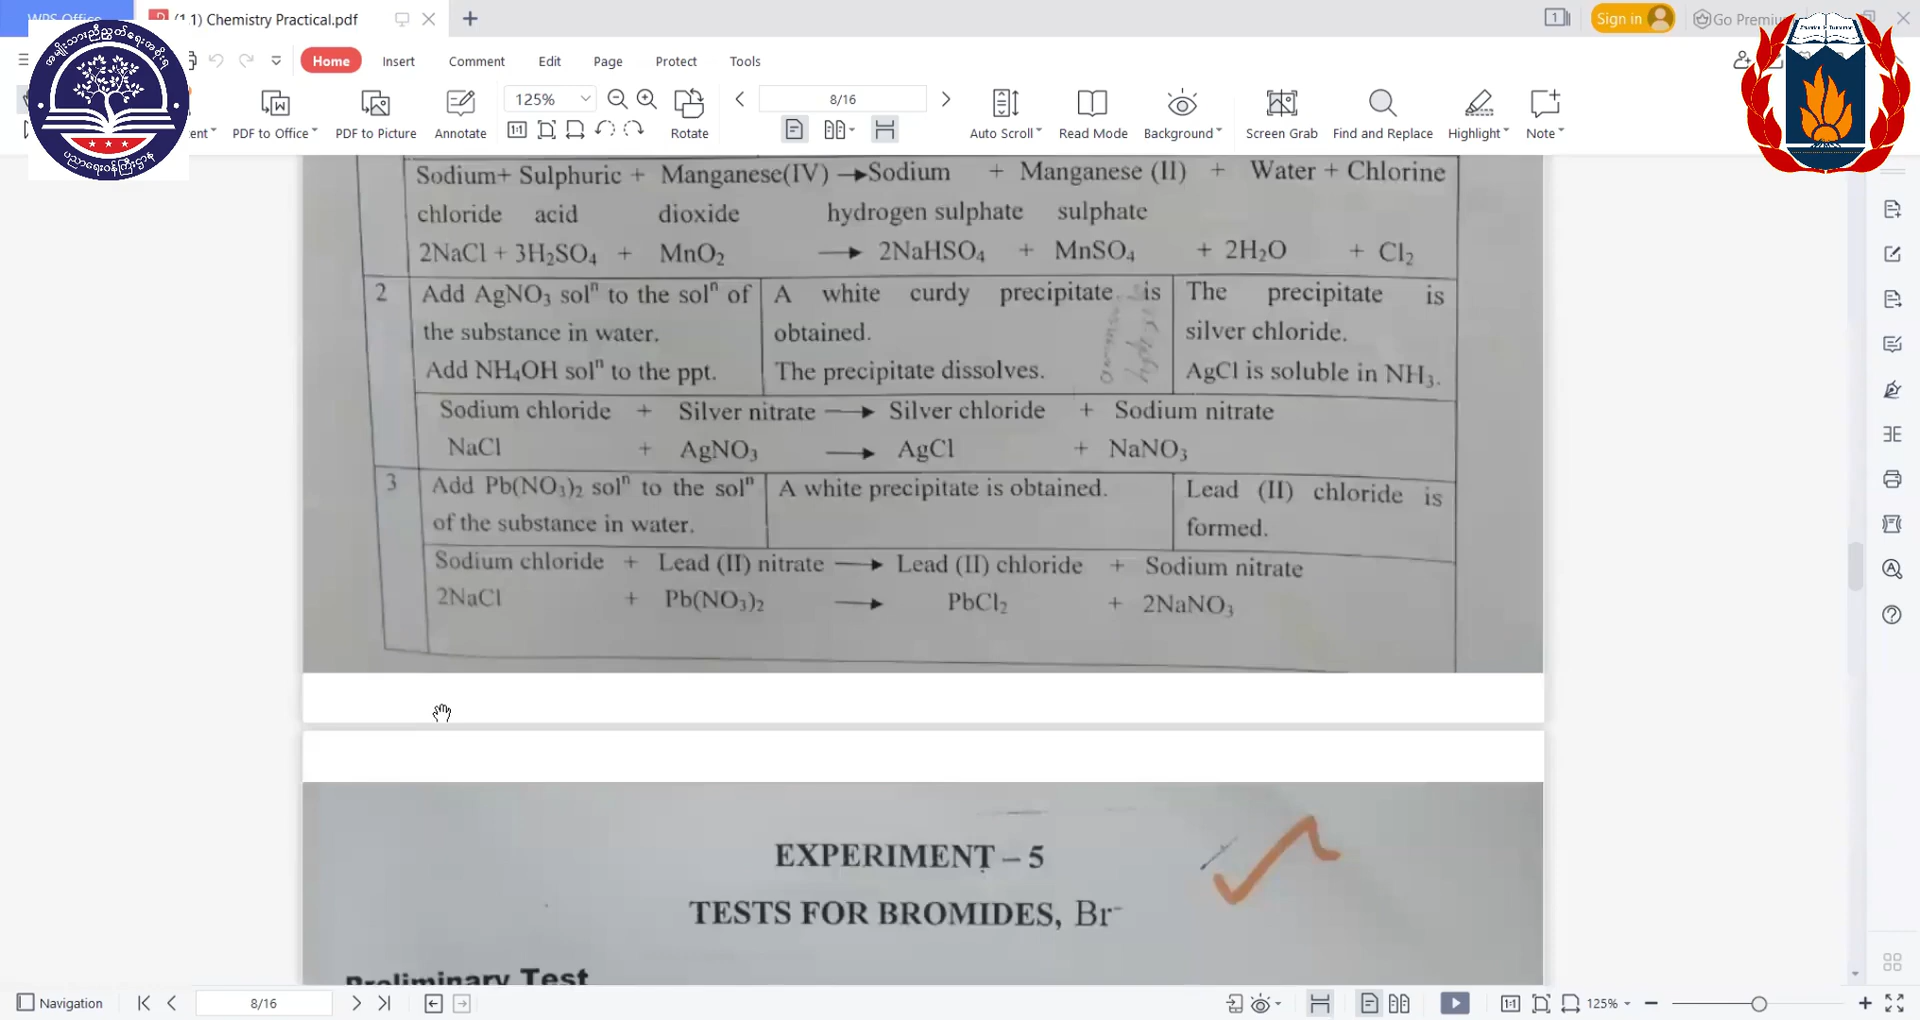 (1.1) Chemistry Practical.pdf
Sign in
Go Premium
Home Insert Comment Edit Page Protect Tools
125%
8/16
PDF to Office PDF to Picture Annotate Rotate Auto Scroll Read Mode Background Screen Grab Find and Replace Highlight Note
Sodium+ Sulphuric + Manganese(IV) → Sodium + Manganese (II) + Water + Chlorine
chloride acid dioxide hydrogen sulphate sulphate
2NaCl + 3H₂SO₄ + MnO₂ → 2NaHSO₄ + MnSO₄ + 2H₂O + Cl₂
2 Add AgNO₃ solⁿ to the solⁿ of A white curdy precipitate is The precipitate is
the substance in water. obtained. silver chloride.
Add NH₄OH solⁿ to the ppt. The precipitate dissolves. AgCl is soluble in NH₃.
Sodium chloride + Silver nitrate → Silver chloride + Sodium nitrate
NaCl + AgNO₃ → AgCl + NaNO₃
3 Add Pb(NO₃)₂ solⁿ to the solⁿ A white precipitate is obtained. Lead (II) chloride is
of the substance in water. formed.
Sodium chloride + Lead (II) nitrate → Lead (II) chloride + Sodium nitrate
2NaCl + Pb(NO₃)₂ → PbCl₂ + 2NaNO₃
EXPERIMENT – 5
TESTS FOR BROMIDES, Br⁻
Preliminary Test
Navigation 8/16 125%